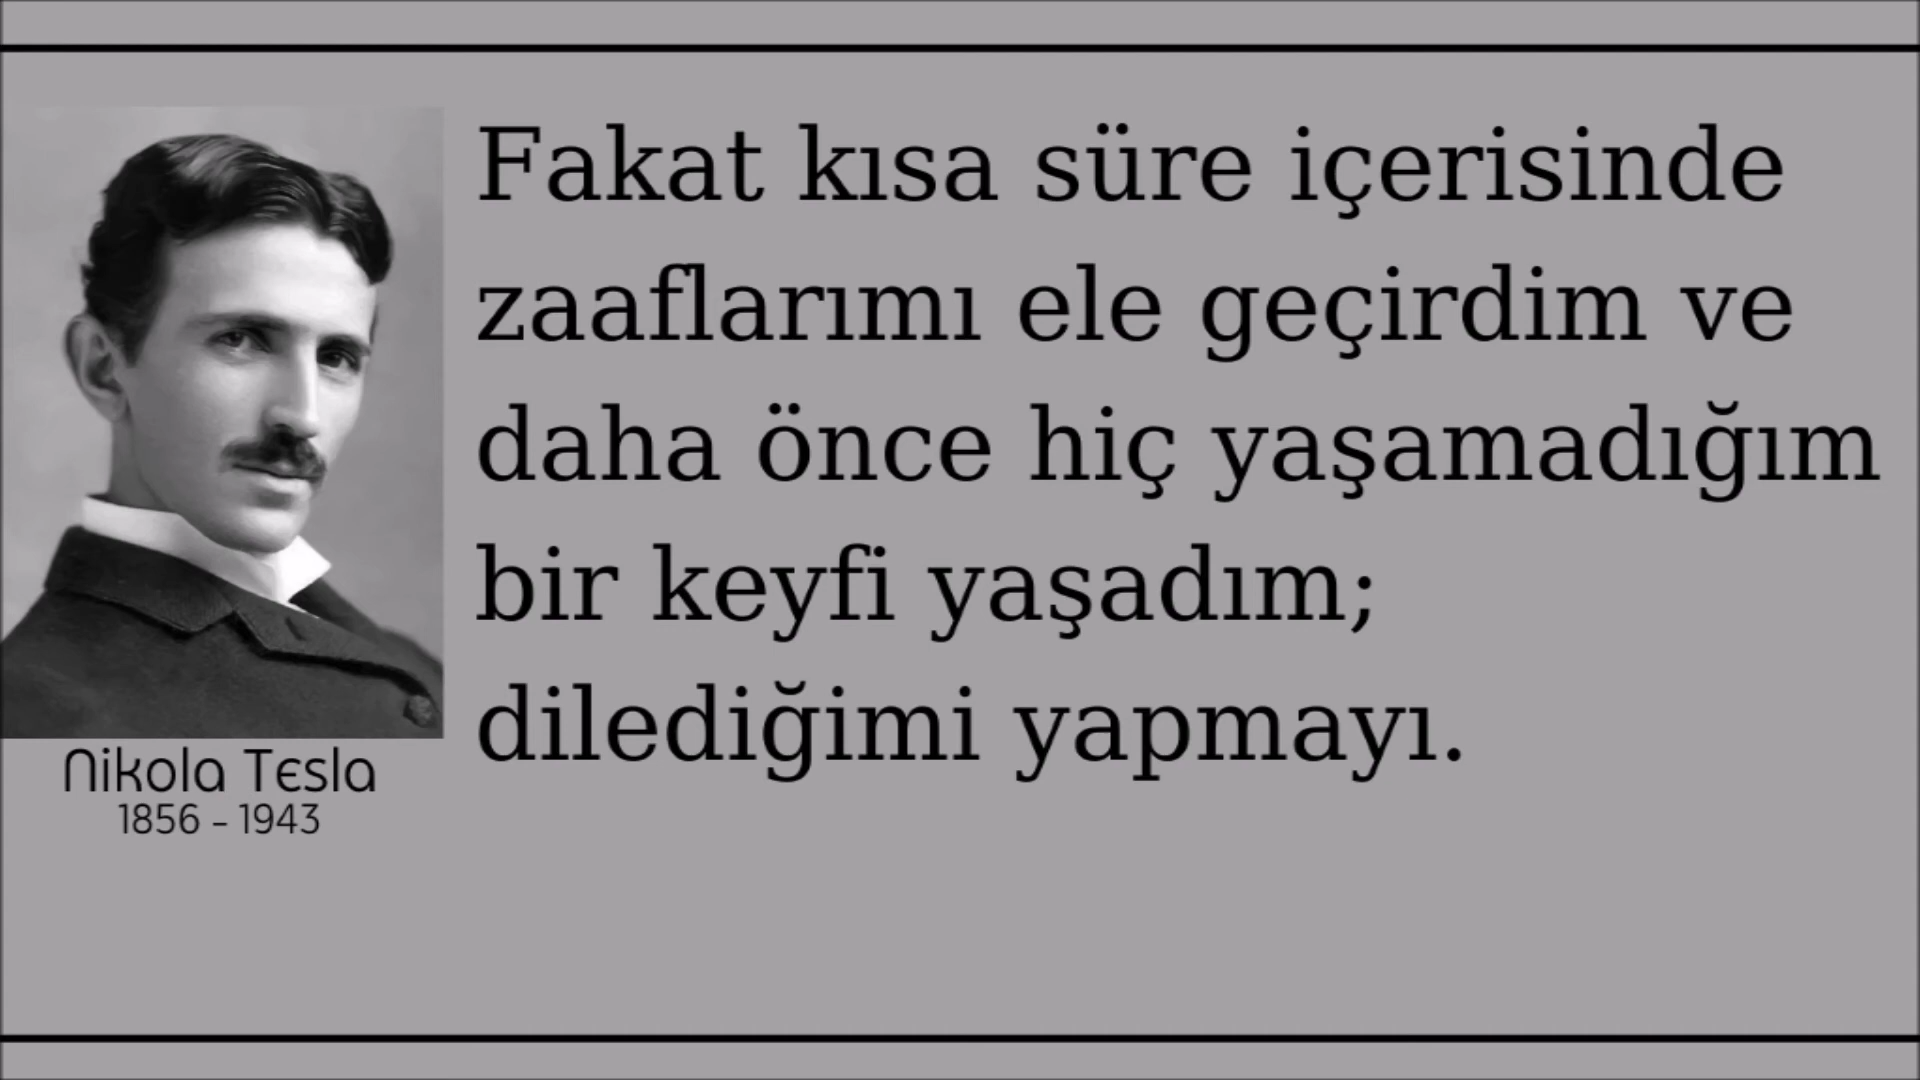 Fakat kısa süre içerisinde
zaaflarımı ele geçirdim ve
daha önce hiç yaşamadığım
bir keyfi yaşadım;
dilediğimi yapmayı.
Nikola Tesla
1856 - 1943